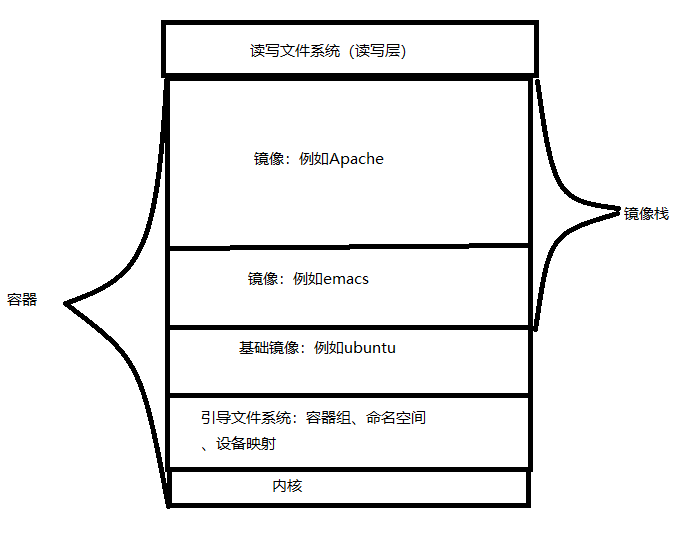 读写文件系统（读写层）
镜像：例如Apache
镜像栈
镜像：例如emacs
容器
基础镜像：例如ubuntu
引导文件系统：容器组、命名空间
、设备映射
内核